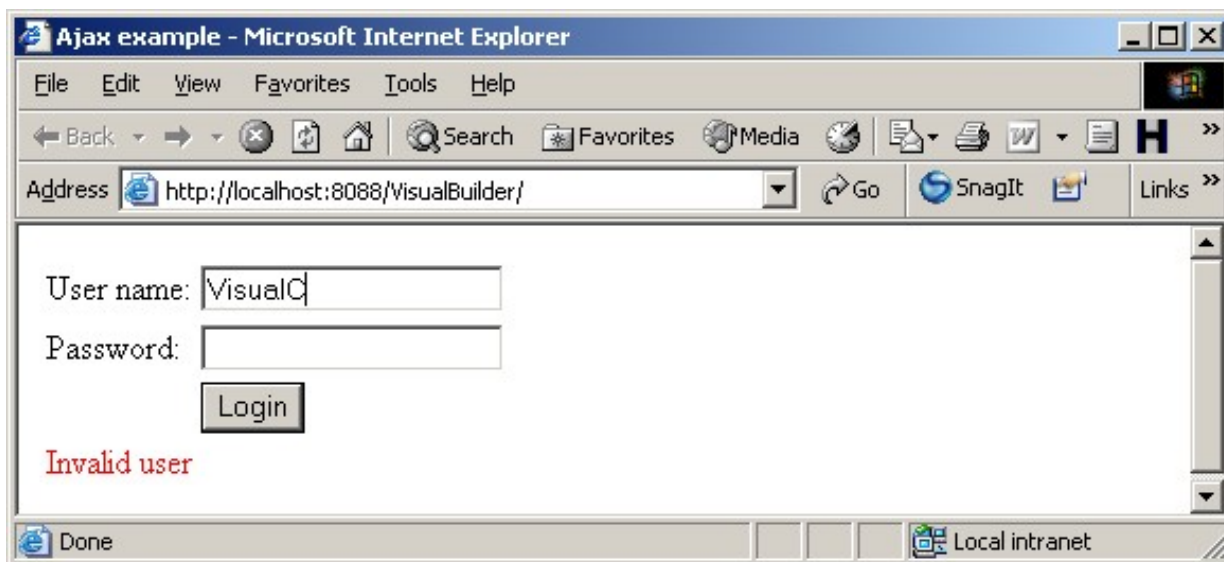 Ajax example - Microsoft Internet Explorer
File Edit View Favorites Tools Help
Back Search Favorites Media W H »
Address http://localhost:8088/VisualBuilder/ Go SnagIt Links »
User name: VisualC
Password:
Login
Invalid user
Done Local intranet